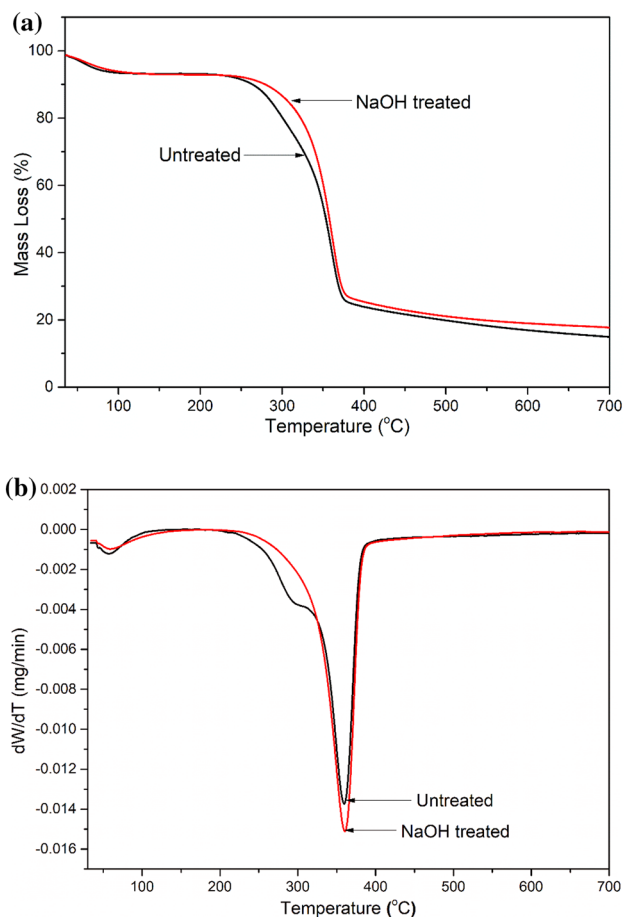 (a)
100
80
60
40
20
0
Mass Loss (%)
NaOH treated
Untreated
100 200 300 400 500 600 700
Temperature (°C)
(b)
0.002
0.000
-0.002
-0.004
-0.006
-0.008
-0.010
-0.012
-0.014
-0.016
dW/dT (mg/min)
Untreated
NaOH treated
100 200 300 400 500 600 700
Temperature (°C)